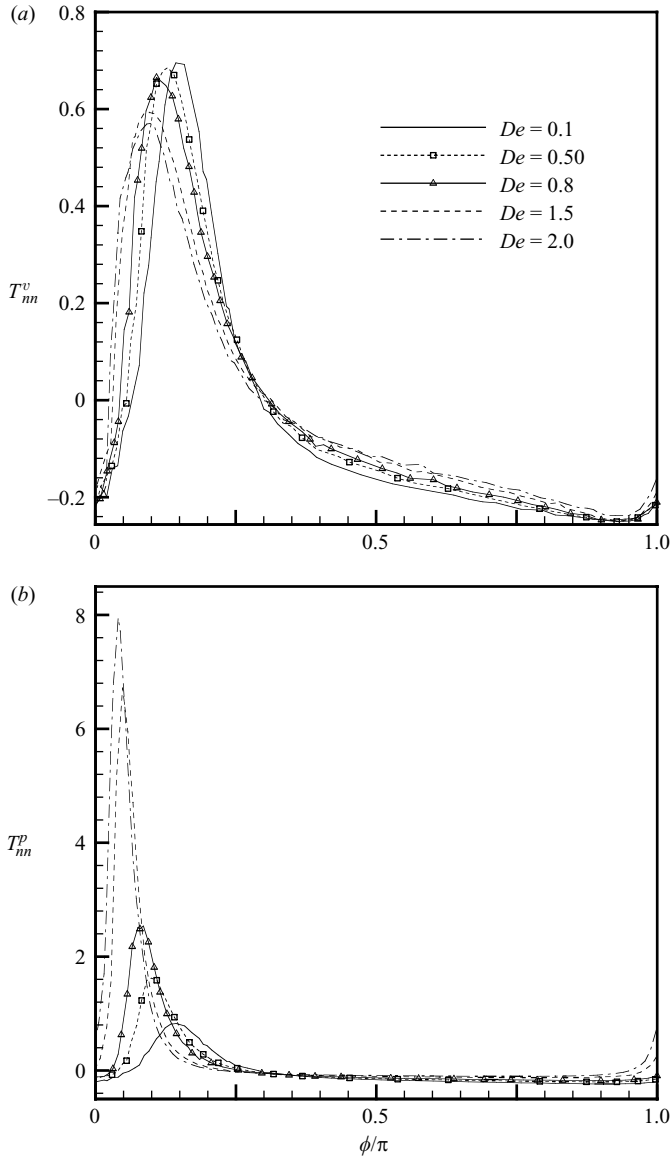 (a)
0.8
0.6
0.4
0.2
0
–0.2
T^v_nn
De = 0.1
De = 0.50
De = 0.8
De = 1.5
De = 2.0
0
0.5
1.0
(b)
8
6
4
2
0
T^p_nn
0
0.5
1.0
ϕ/π